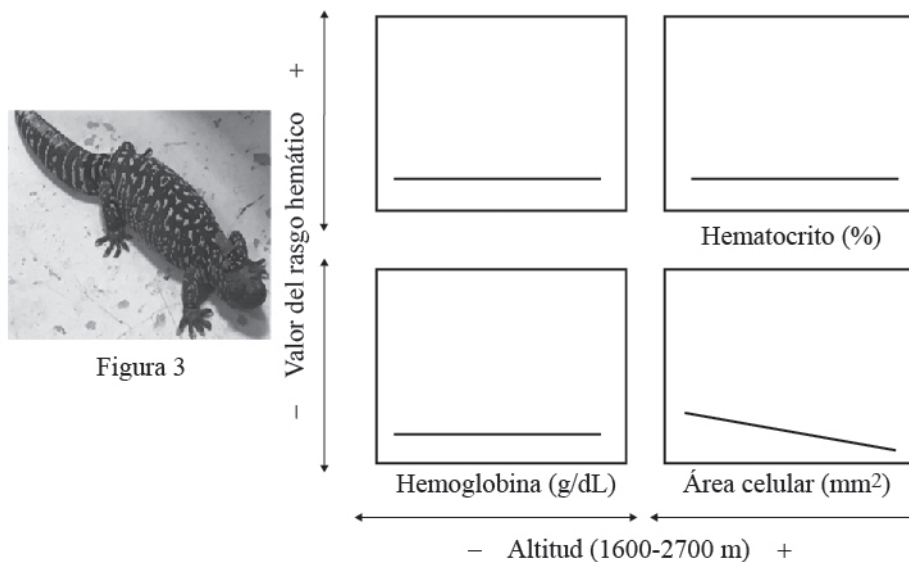 +
Valor del rasgo hemático
−
Hematocrito (%)
Figura 3
Hemoglobina (g/dL)
Área celular (mm²)
− Altitud (1600-2700 m) +